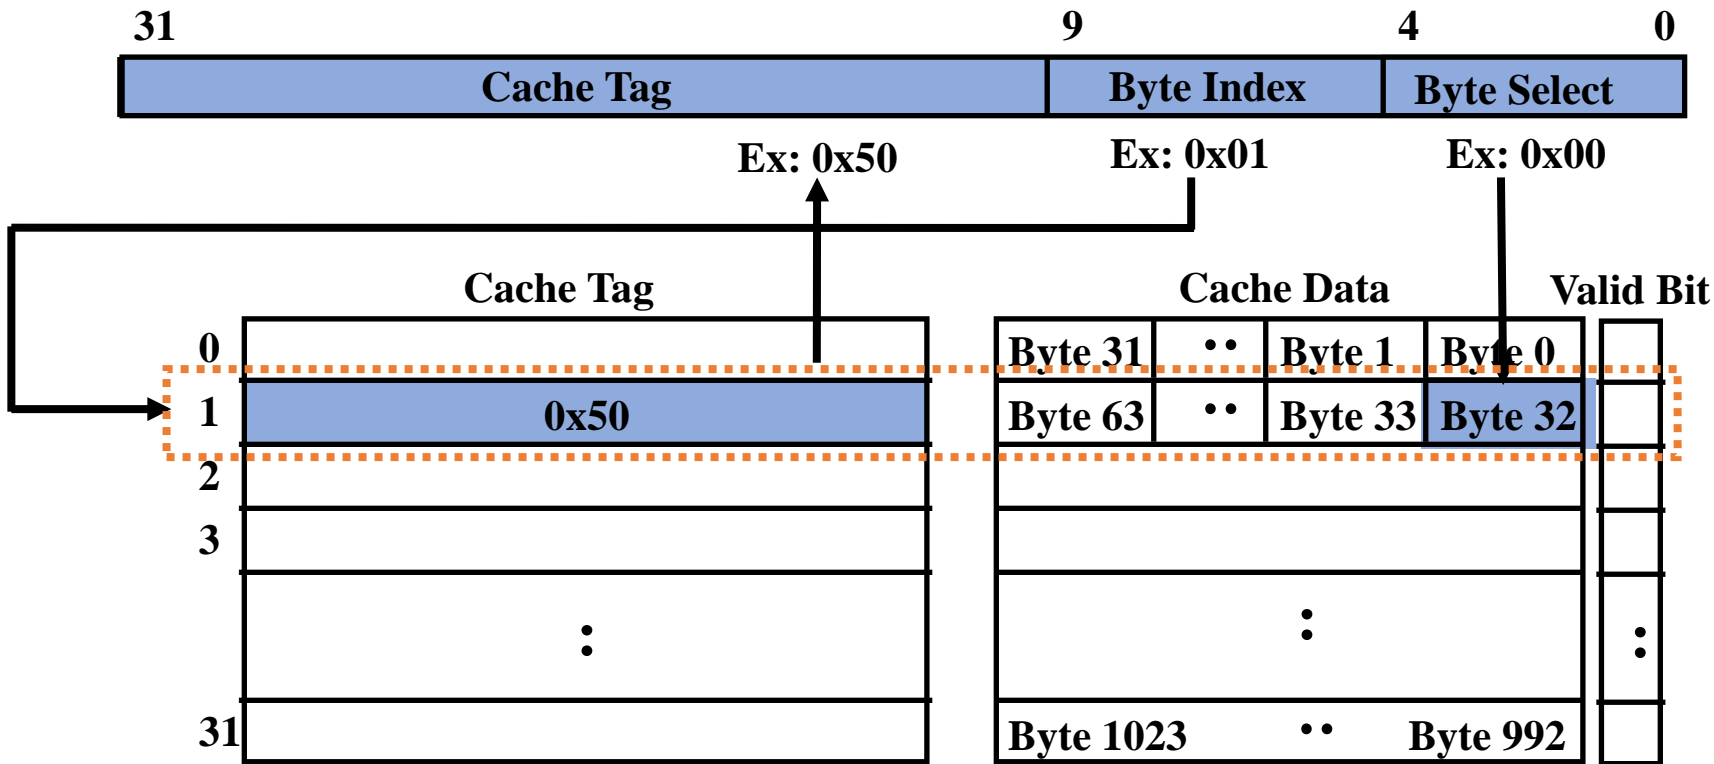 31 9 4 0
Cache Tag Byte Index Byte Select
Ex: 0x50 Ex: 0x01 Ex: 0x00
Cache Tag Cache Data Valid Bit
0 Byte 31 .. Byte 1 Byte 0
1 0x50 Byte 63 .. Byte 33 Byte 32
2
3
: : :
31 Byte 1023 .. Byte 992